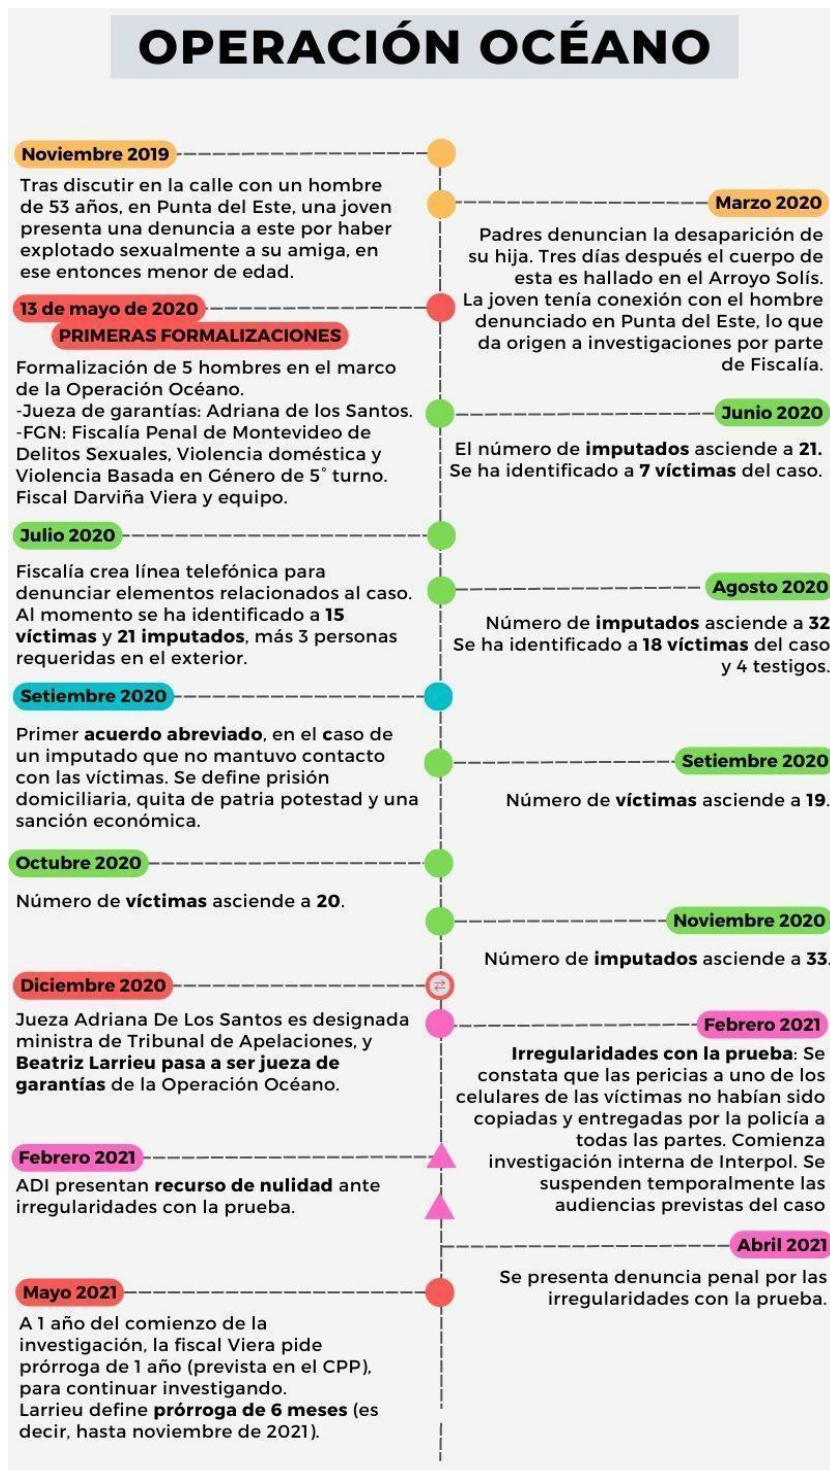 OPERACIÓN OCÉANO
Noviembre 2019
Tras discutir en la calle con un hombre
de 53 años, en Punta del Este, una joven
presenta una denuncia a este por haber
explotado sexualmente a su amiga, en
ese entonces menor de edad.
Marzo 2020
Padres denuncian la desaparición de
su hija. Tres días después el cuerpo de
esta es hallado en el Arroyo Solís.
La joven tenía conexión con el hombre
denunciado en Punta del Este, lo que
da origen a investigaciones por parte
de Fiscalía.
13 de mayo de 2020
PRIMERAS FORMALIZACIONES
Formalización de 5 hombres en el marco
de la Operación Océano.
-Jueza de garantías: Adriana de los Santos.
-FGN: Fiscalía Penal de Montevideo de
Delitos Sexuales, Violencia doméstica y
Violencia Basada en Género de 5° turno.
Fiscal Darviña Viera y equipo.
Junio 2020
El número de imputados asciende a 21.
Se ha identificado a 7 víctimas del caso.
Julio 2020
Fiscalía crea línea telefónica para
denunciar elementos relacionados al caso.
Al momento se ha identificado a 15
víctimas y 21 imputados, más 3 personas
requeridas en el exterior.
Agosto 2020
Número de imputados asciende a 32
Se ha identificado a 18 víctimas del caso
y 4 testigos.
Setiembre 2020
Primer acuerdo abreviado, en el caso de
un imputado que no mantuvo contacto
con las víctimas. Se define prisión
domiciliaria, quita de patria potestad y una
sanción económica.
Setiembre 2020
Número de víctimas asciende a 19.
Octubre 2020
Número de víctimas asciende a 20.
Noviembre 2020
Número de imputados asciende a 33.
Diciembre 2020
Jueza Adriana De Los Santos es designada
ministra de Tribunal de Apelaciones, y
Beatriz Larrieu pasa a ser jueza de
garantías de la Operación Océano.
Febrero 2021
Irregularidades con la prueba: Se
constata que las pericias a uno de los
celulares de las víctimas no habían sido
copiadas y entregadas por la policía a
todas las partes. Comienza
investigación interna de Interpol. Se
suspenden temporalmente las
audiencias previstas del caso
Febrero 2021
ADI presentan recurso de nulidad ante
irregularidades con la prueba.
Abril 2021
Se presenta denuncia penal por las
irregularidades con la prueba.
Mayo 2021
A 1 año del comienzo de la
investigación, la fiscal Viera pide
prórroga de 1 año (prevista en el CPP),
para continuar investigando.
Larrieu define prórroga de 6 meses (es
decir, hasta noviembre de 2021).